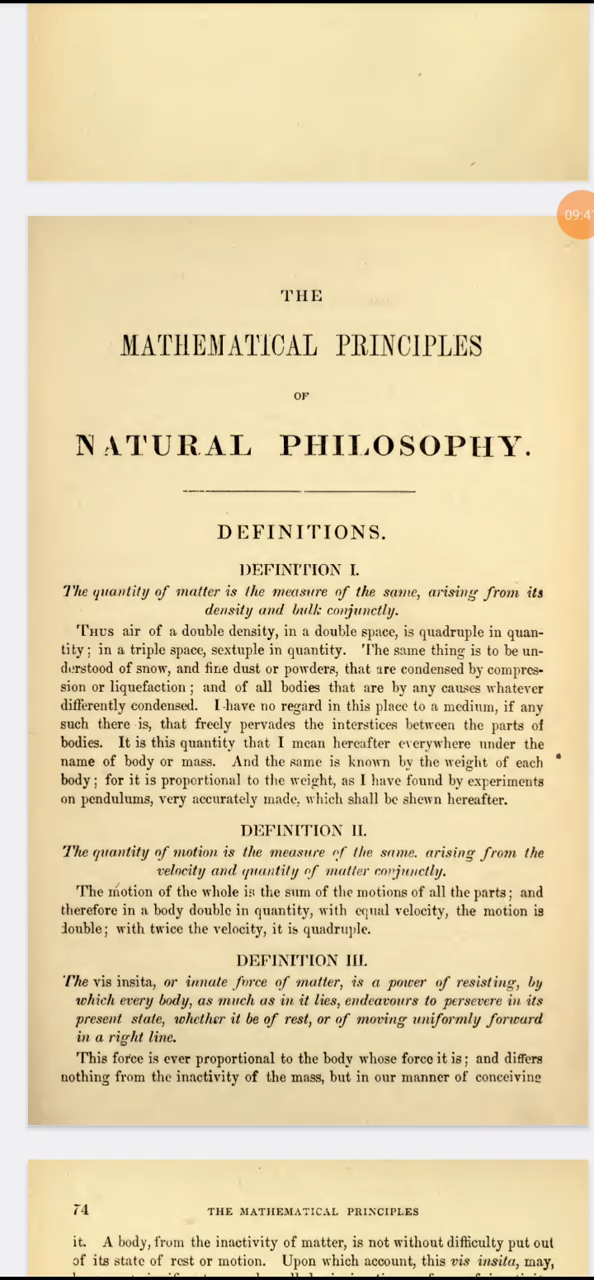 09:41
THE
MATHEMATICAL PRINCIPLES
OF
NATURAL PHILOSOPHY.
DEFINITIONS.
DEFINITION I.
The quantity of matter is the measure of the same, arising from its
density and bulk conjunctly.
Thus air of a double density, in a double space, is quadruple in quan-
tity; in a triple space, sextuple in quantity. The same thing is to be un-
derstood of snow, and fine dust or powders, that are condensed by compres-
sion or liquefaction; and of all bodies that are by any causes whatever
differently condensed. I have no regard in this place to a medium, if any
such there is, that freely pervades the interstices between the parts of
bodies. It is this quantity that I mean hereafter everywhere under the
name of body or mass. And the same is known by the weight of each
body; for it is proportional to the weight, as I have found by experiments
on pendulums, very accurately made, which shall be shewn hereafter.
DEFINITION II.
The quantity of motion is the measure of the same. arising from the
velocity and quantity of matter conjunctly.
The motion of the whole is the sum of the motions of all the parts; and
therefore in a body double in quantity, with equal velocity, the motion is
double; with twice the velocity, it is quadruple.
DEFINITION III.
The vis insita, or innate force of matter, is a power of resisting, by
which every body, as much as in it lies, endeavours to persevere in its
present state, whether it be of rest, or of moving uniformly forward
in a right line.
This force is ever proportional to the body whose force it is; and differs
nothing from the inactivity of the mass, but in our manner of conceiving
74 THE MATHEMATICAL PRINCIPLES
it. A body, from the inactivity of matter, is not without difficulty put out
of its state of rest or motion. Upon which account, this vis insita, may,